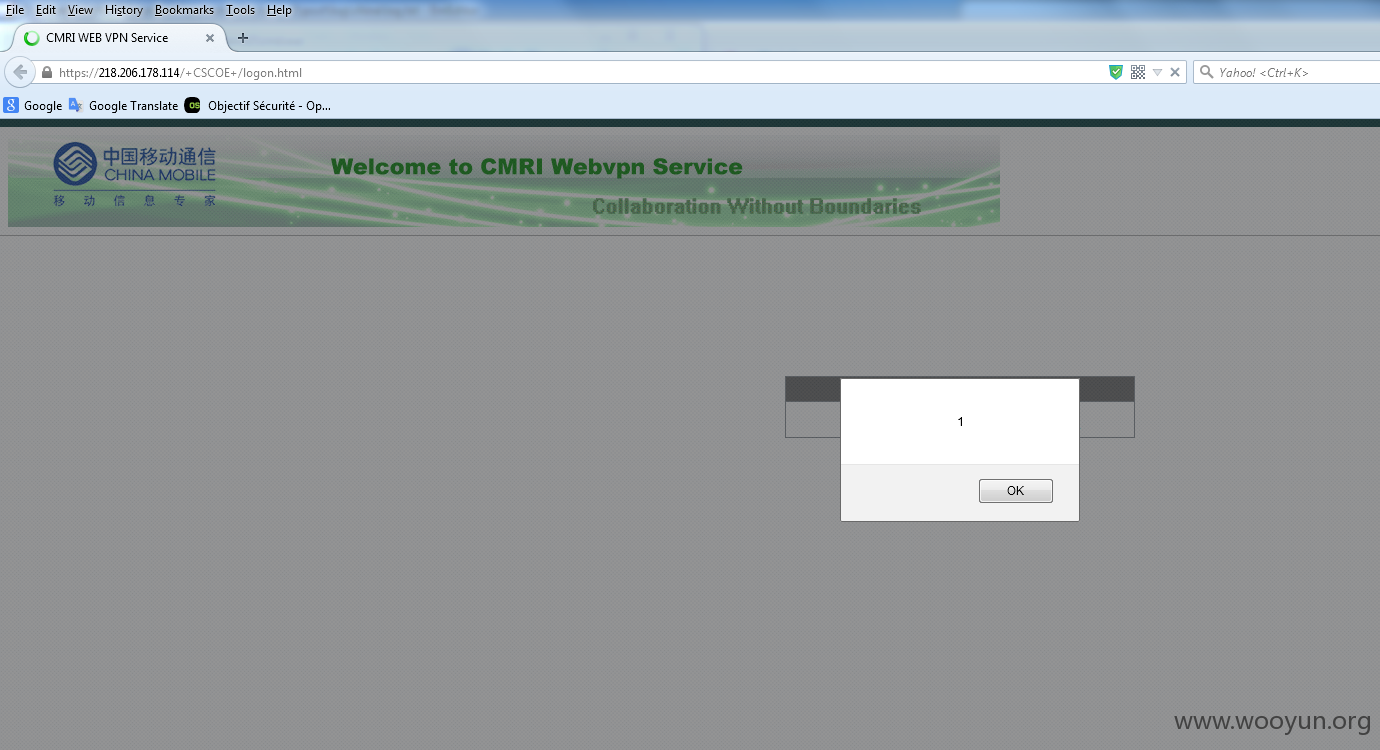 File Edit View History Bookmarks Tools Help
CMRI WEB VPN Service
https://218.206.178.114/+CSCOE+/logon.html
Yahoo! <Ctrl+K>
Google Google Translate OS Objectif Sécurité - Op...
中国移动通信
CHINA MOBILE
移动信息专家
Welcome to CMRI Webvpn Service
Collaboration Without Boundaries
1
OK
www.wooyun.org